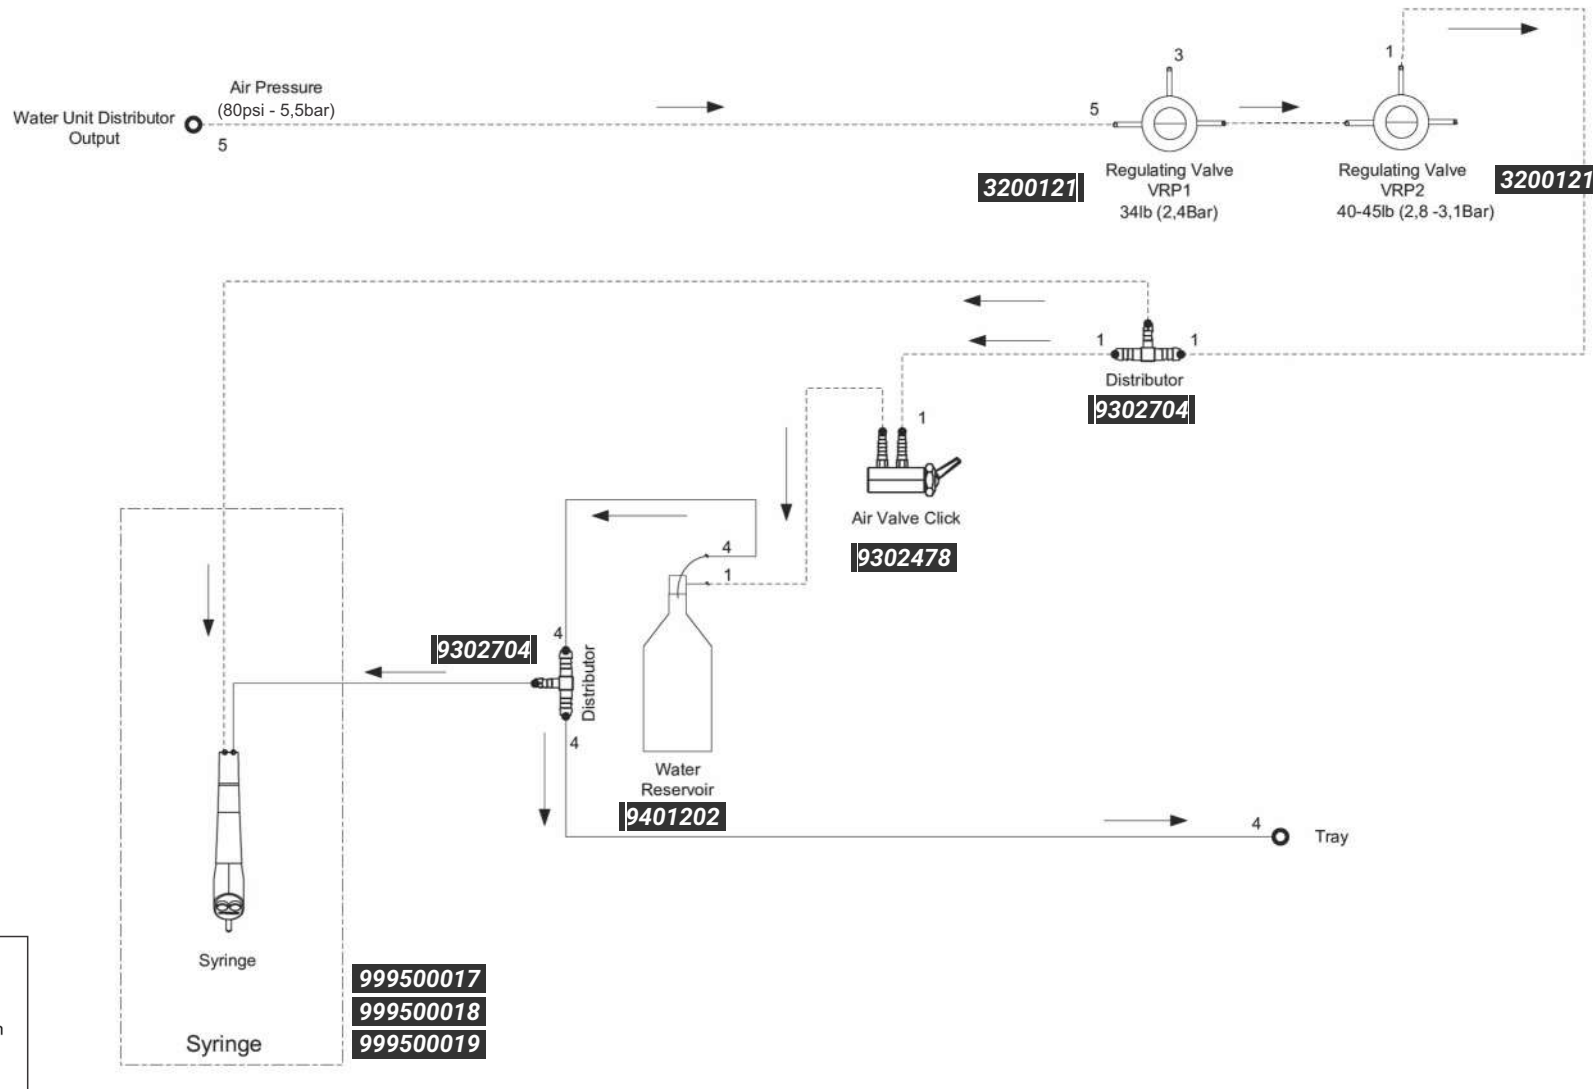 Air Pressure
(80psi - 5,5bar)
Water Unit Distributor
Output
5
5
3
1
3200121
Regulating Valve
VRP1
34lb (2,4Bar)
Regulating Valve
VRP2
40-45lb (2,8 -3,1Bar)
3200121
1
1
Distributor
9302704
1
Air Valve Click
9302478
4
1
9302704
4
Distributor
4
Water
Reservoir
9401202
4
Tray
Syringe
Syringe
999500017
999500018
999500019